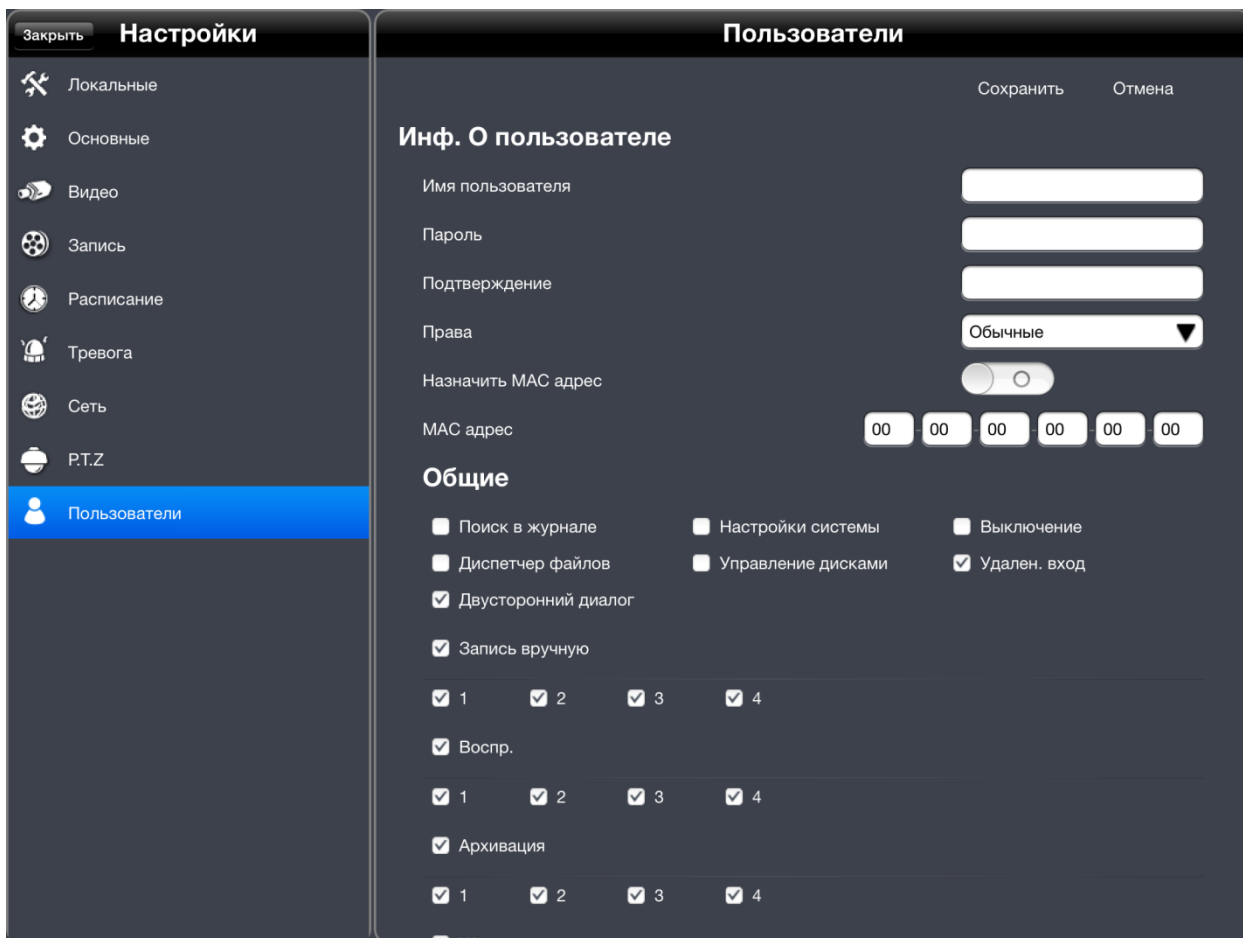 Закрыть Настройки
Локальные
Основные
Видео
Запись
Расписание
Тревога
Сеть
P.T.Z
Пользователи
Пользователи
Сохранить Отмена
Инф. О пользователе
Имя пользователя
Пароль
Подтверждение
Права Обычные
Назначить MAC адрес
MAC адрес 00-00-00-00-00-00
Общие
Поиск в журнале Настройки системы Выключение
Диспетчер файлов Управление дисками Удален. вход
Двусторонний диалог
Запись вручную
1 2 3 4
Воспр.
1 2 3 4
Архивация
1 2 3 4